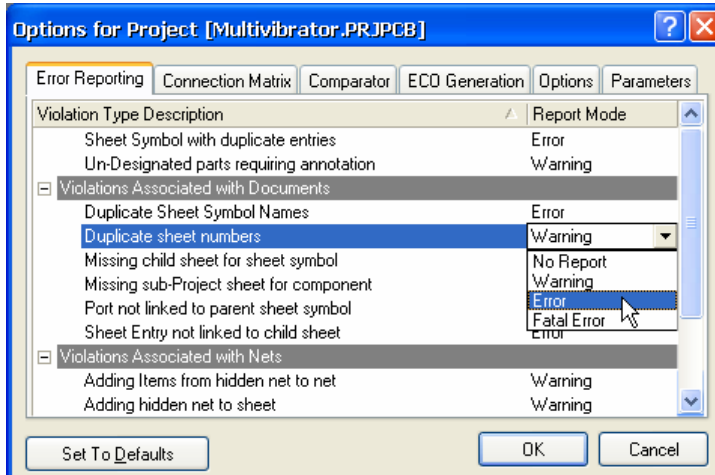 Options for Project [Multivibrator.PRJPCB]
Error Reporting Connection Matrix Comparator ECO Generation Options Parameters
Violation Type Description Report Mode
Sheet Symbol with duplicate entries Error
Un-Designated parts requiring annotation Warning
Violations Associated with Documents
Duplicate Sheet Symbol Names Error
Duplicate sheet numbers Warning
Missing child sheet for sheet symbol No Report
Missing sub-Project sheet for component Warning
Port not linked to parent sheet symbol Error
Fatal Error
Sheet Entry not linked to child sheet Error
Violations Associated with Nets
Adding Items from hidden net to net Warning
Adding hidden net to sheet Warning
Set To Defaults OK Cancel